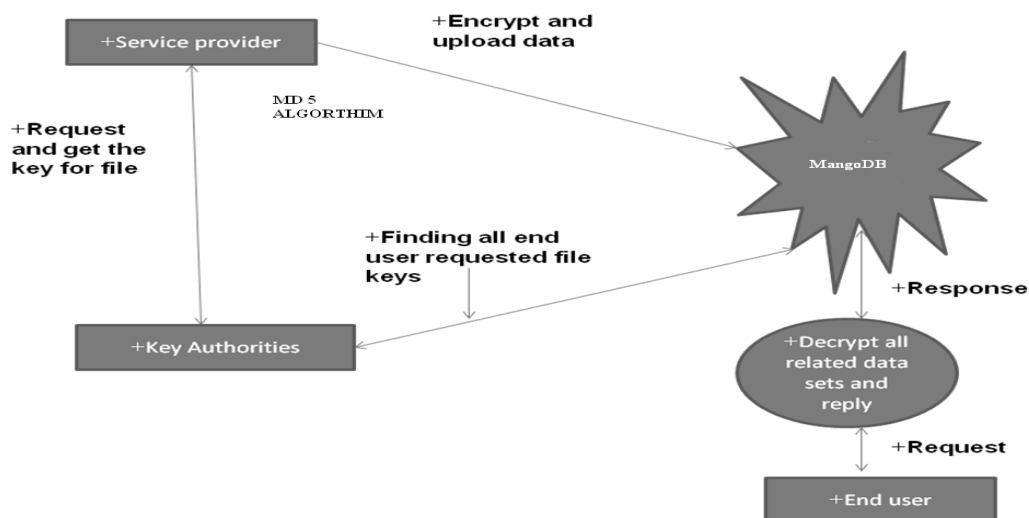 +Service provider
+Encrypt and
upload data
MD 5
ALGORTHIM
+Request
and get the
key for file
MangoDB
+Finding all end
user requested file
keys
+Response
+Key Authorities
+Decrypt all
related data
sets and
reply
+Request
+End user